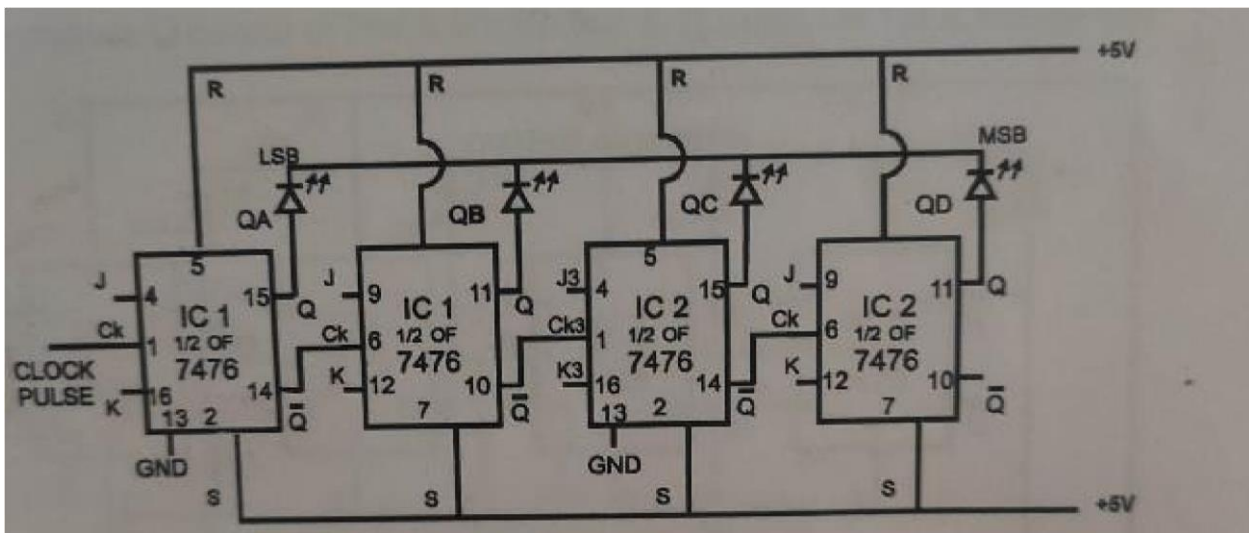 +5V
R
R
R
R
LSB
MSB
QA
QB
QC
QD
5
5
J
4
15
Q
IC 1
1/2 OF
7476
Ck
1
CLOCK
PULSE
K
16
14
Q̅
13
2
GND
S
J
9
11
Q
IC 1
1/2 OF
7476
Ck
6
K
12
10
Q̅
7
S
J3
4
15
Q
IC 2
1/2 OF
7476
Ck3
1
K3
16
14
Q̅
13
2
GND
S
J
9
11
Q
IC 2
1/2 OF
7476
Ck
6
K
12
10
Q̅
7
S
+5V